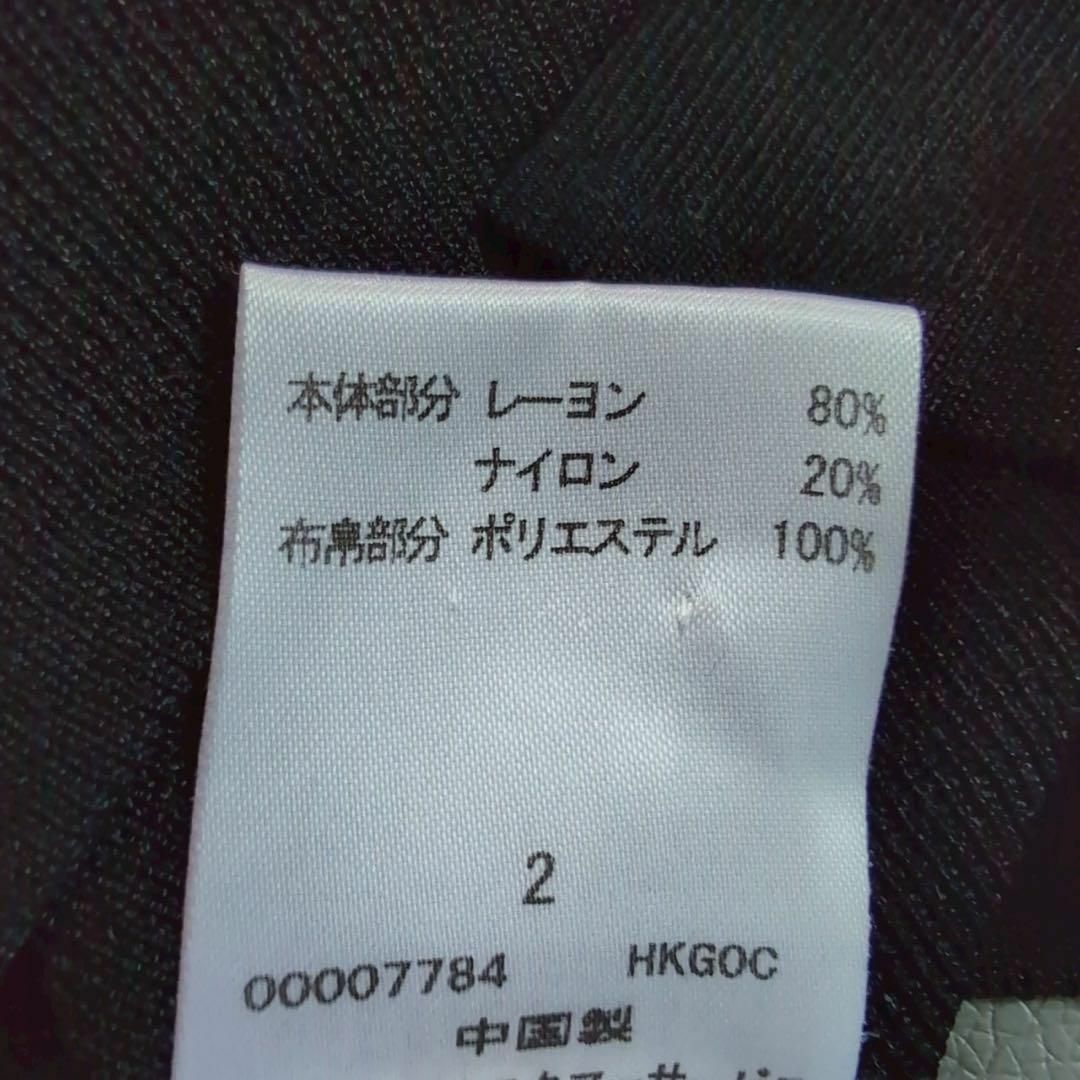 本体部分 レーヨン 80%
ナイロン 20%
布帛部分 ポリエステル 100%
2
00007784 HKGOC
中国製